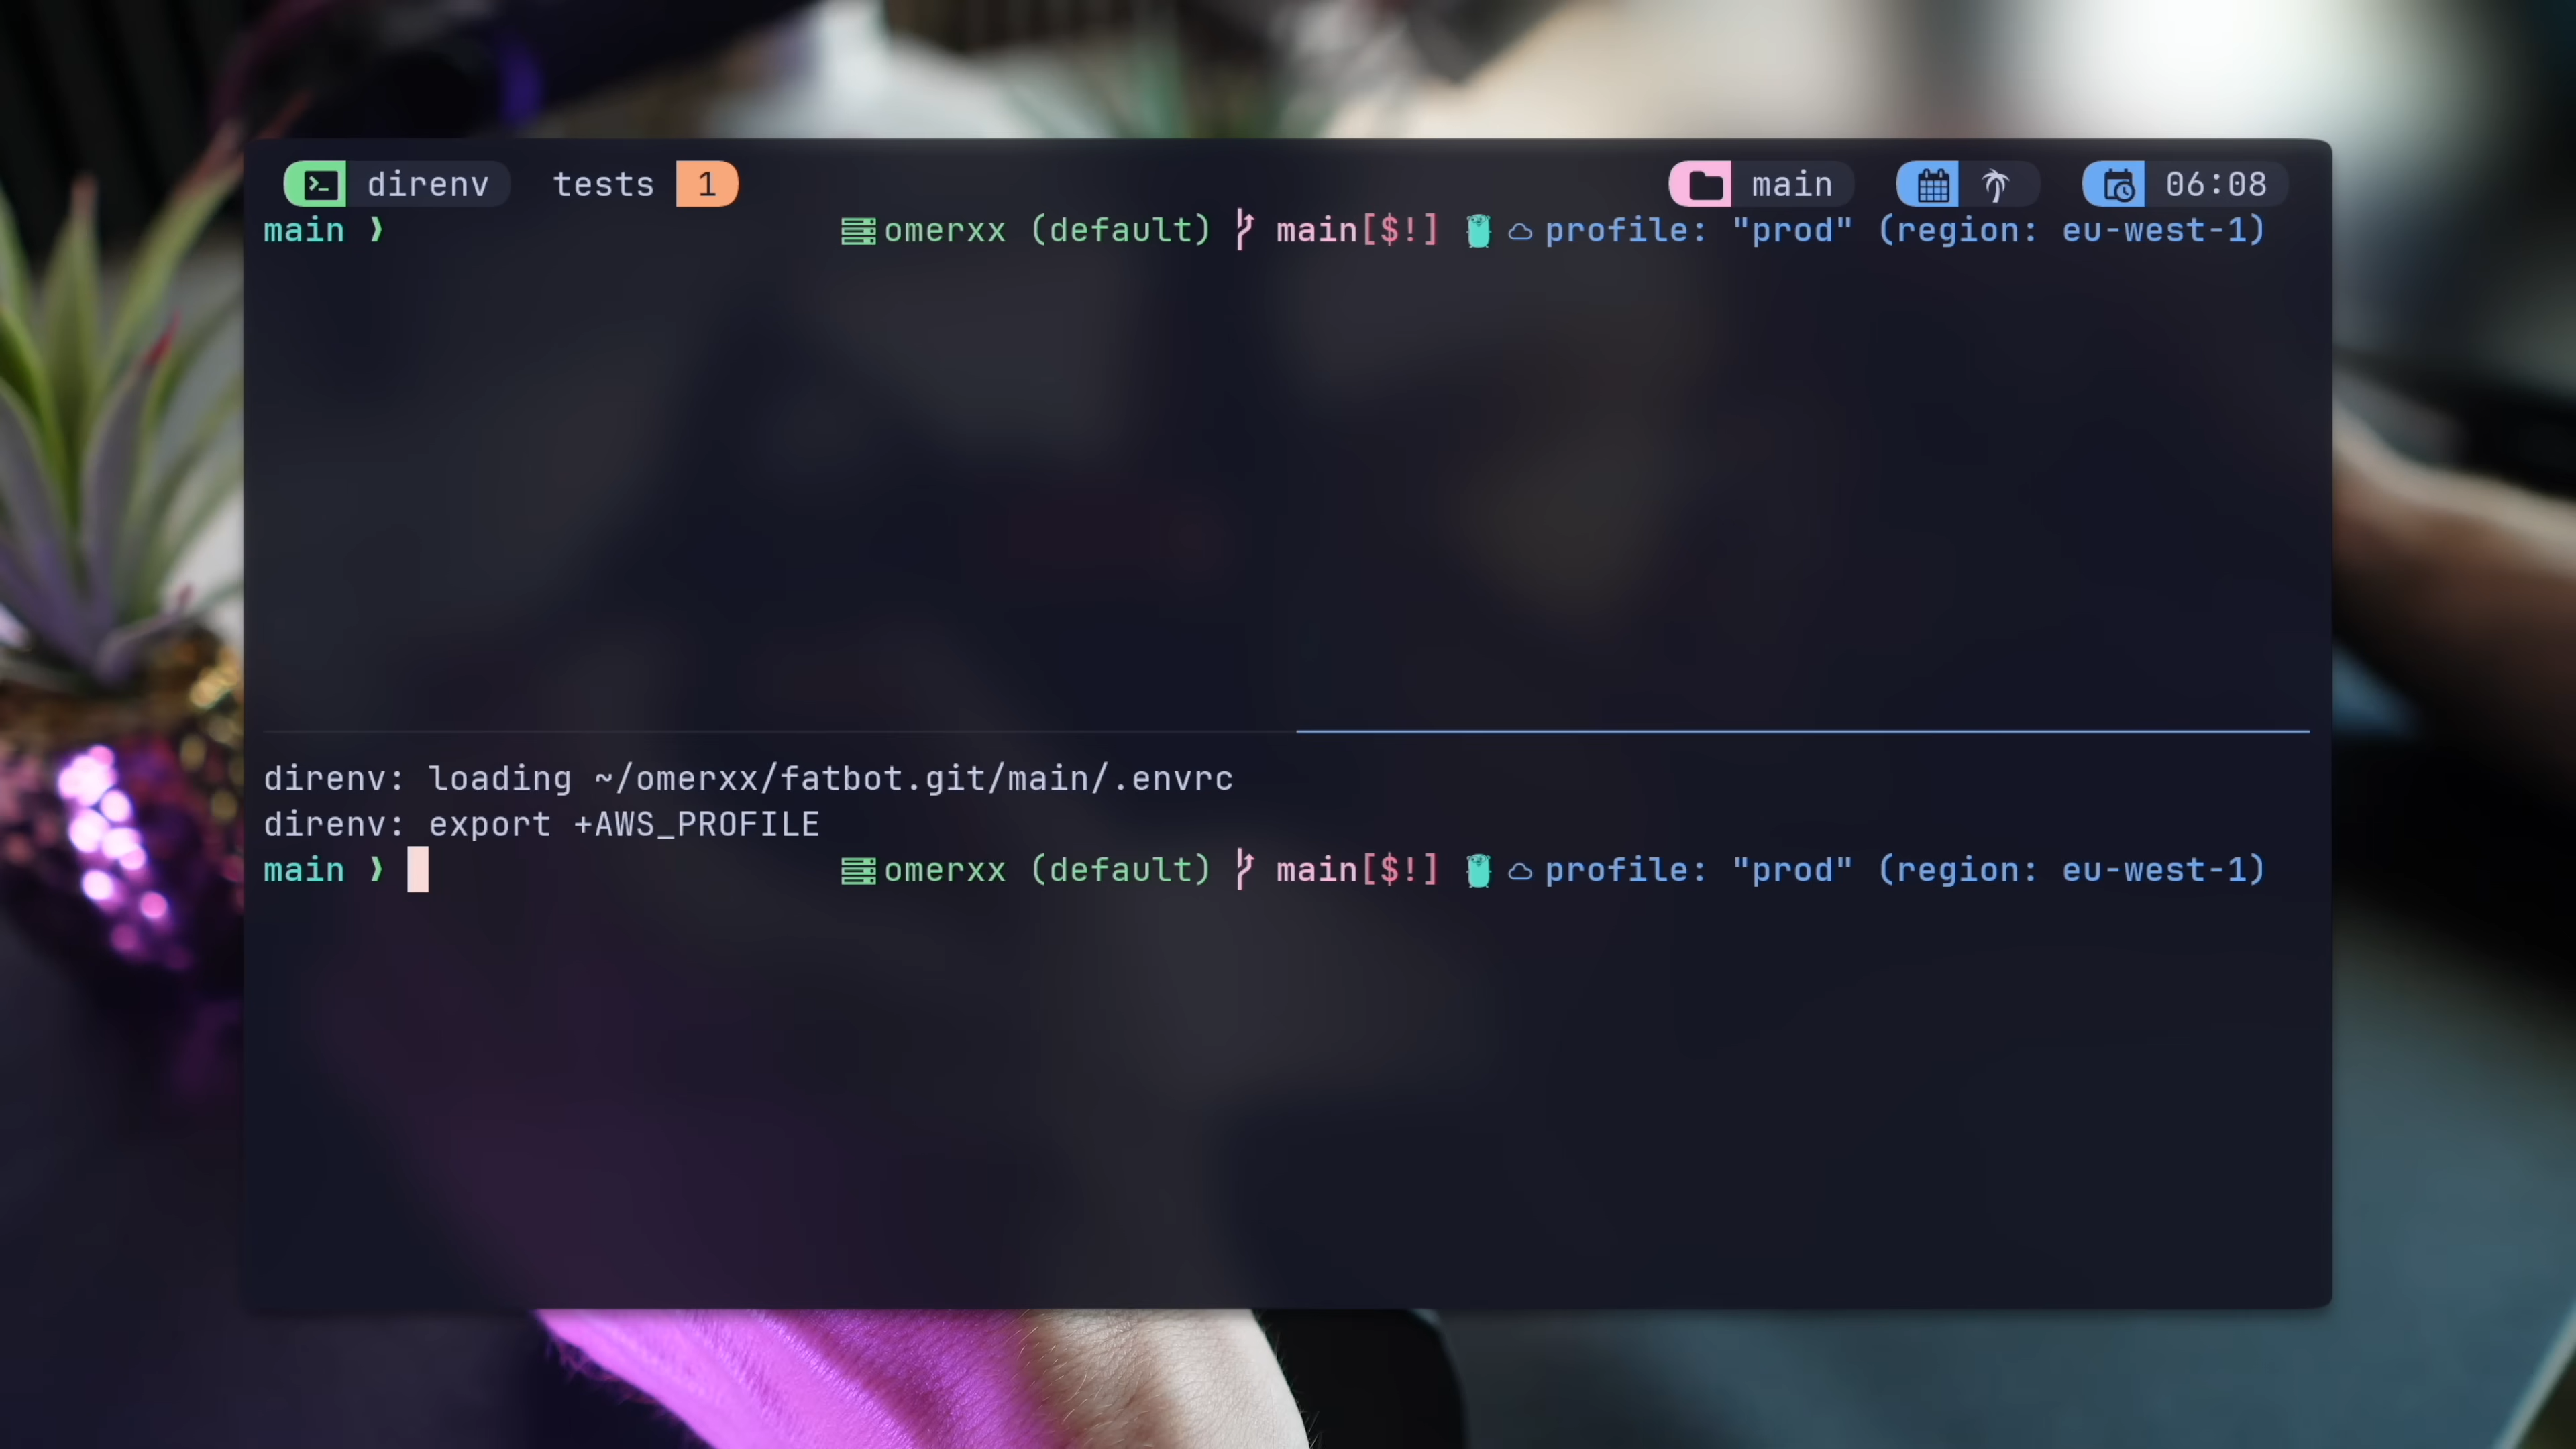 direnv tests 1 main 06:08
main ❯ omerxx (default) main[$!] profile: "prod" (region: eu-west-1)
direnv: loading ~/omerxx/fatbot.git/main/.envrc
direnv: export +AWS_PROFILE
main ❯ omerxx (default) main[$!] profile: "prod" (region: eu-west-1)